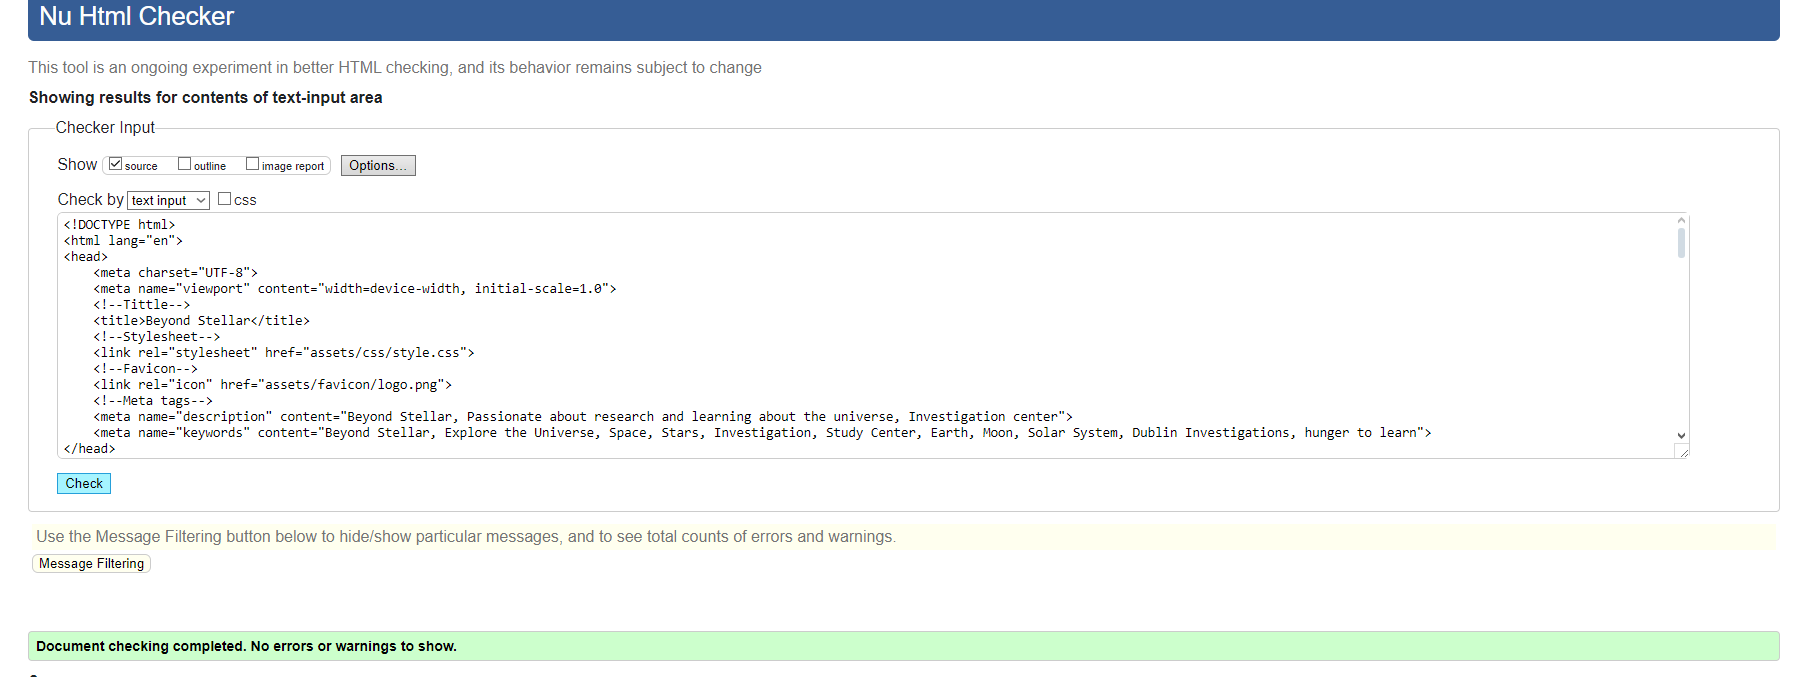 Nu Html Checker
This tool is an ongoing experiment in better HTML checking, and its behavior remains subject to change
Showing results for contents of text-input area
Checker Input
Show source outline image report Options...
Check by text input css
<!DOCTYPE html>
<html lang="en">
<head>
<meta charset="UTF-8">
<meta name="viewport" content="width=device-width, initial-scale=1.0">
<!--Tittle-->
<title>Beyond Stellar</title>
<!--Stylesheet-->
<link rel="stylesheet" href="assets/css/style.css">
<!--Favicon-->
<link rel="icon" href="assets/favicon/logo.png">
<!--Meta tags-->
<meta name="description" content="Beyond Stellar, Passionate about research and learning about the universe, Investigation center">
<meta name="keywords" content="Beyond Stellar, Explore the Universe, Space, Stars, Investigation, Study Center, Earth, Moon, Solar System, Dublin Investigations, hunger to learn">
</head>
Check
Use the Message Filtering button below to hide/show particular messages, and to see total counts of errors and warnings.
Message Filtering
Document checking completed. No errors or warnings to show.